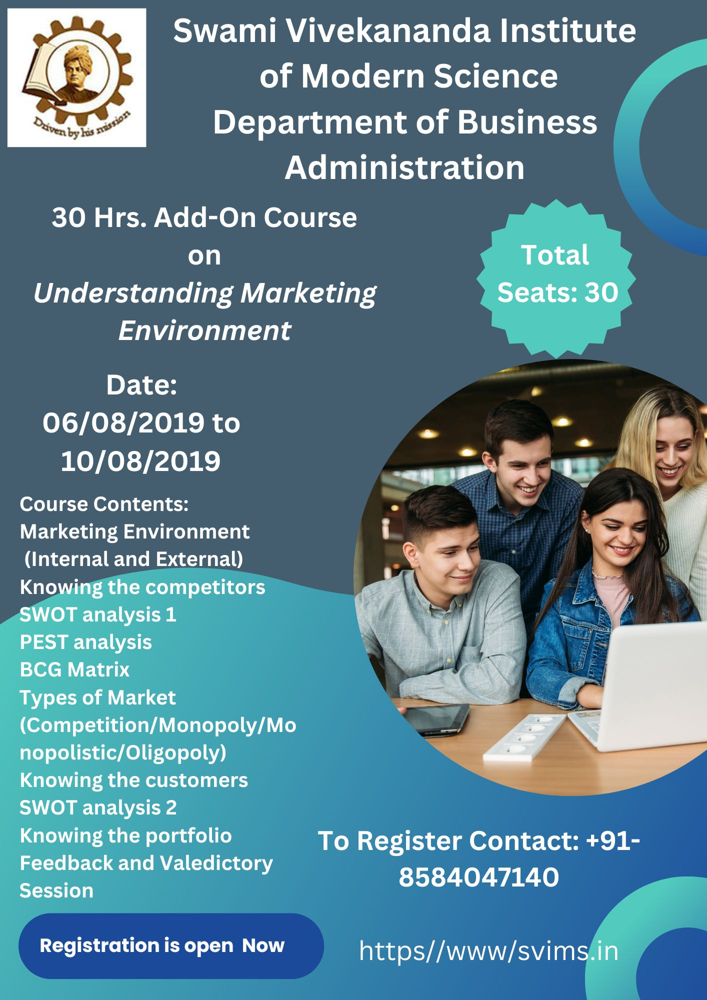 Driven by his mission
Swami Vivekananda Institute
of Modern Science
Department of Business
Administration
30 Hrs. Add-On Course
on
Understanding Marketing
Environment
Total
Seats: 30
Date:
06/08/2019 to
10/08/2019
Course Contents:
Marketing Environment
(Internal and External)
Knowing the competitors
SWOT analysis 1
PEST analysis
BCG Matrix
Types of Market
(Competition/Monopoly/Mo
nopolistic/Oligopoly)
Knowing the customers
SWOT analysis 2
Knowing the portfolio
Feedback and Valedictory
Session
To Register Contact: +91-
8584047140
Registration is open  Now
https//www/svims.in